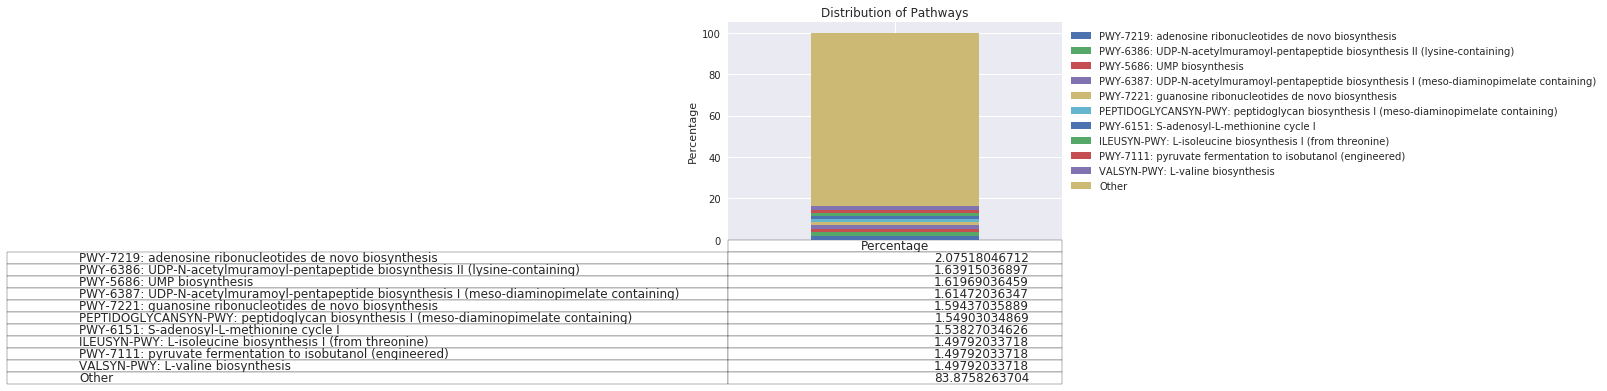 Distribution of Pathways
100
80
60
40
20
0
Percentage
PWY-7219: adenosine ribonucleotides de novo biosynthesis
PWY-6386: UDP-N-acetylmuramoyl-pentapeptide biosynthesis II (lysine-containing)
PWY-5686: UMP biosynthesis
PWY-6387: UDP-N-acetylmuramoyl-pentapeptide biosynthesis I (meso-diaminopimelate containing)
PWY-7221: guanosine ribonucleotides de novo biosynthesis
PEPTIDOGLYCANSYN-PWY: peptidoglycan biosynthesis I (meso-diaminopimelate containing)
PWY-6151: S-adenosyl-L-methionine cycle I
ILEUSYN-PWY: L-isoleucine biosynthesis I (from threonine)
PWY-7111: pyruvate fermentation to isobutanol (engineered)
VALSYN-PWY: L-valine biosynthesis
Other
Percentage
PWY-7219: adenosine ribonucleotides de novo biosynthesis 2.07518046712
PWY-6386: UDP-N-acetylmuramoyl-pentapeptide biosynthesis II (lysine-containing) 1.63915036897
PWY-5686: UMP biosynthesis 1.61969036459
PWY-6387: UDP-N-acetylmuramoyl-pentapeptide biosynthesis I (meso-diaminopimelate containing) 1.61472036347
PWY-7221: guanosine ribonucleotides de novo biosynthesis 1.59437035889
PEPTIDOGLYCANSYN-PWY: peptidoglycan biosynthesis I (meso-diaminopimelate containing) 1.54903034869
PWY-6151: S-adenosyl-L-methionine cycle I 1.53827034626
ILEUSYN-PWY: L-isoleucine biosynthesis I (from threonine) 1.49792033718
PWY-7111: pyruvate fermentation to isobutanol (engineered) 1.49792033718
VALSYN-PWY: L-valine biosynthesis 1.49792033718
Other 83.8758263704